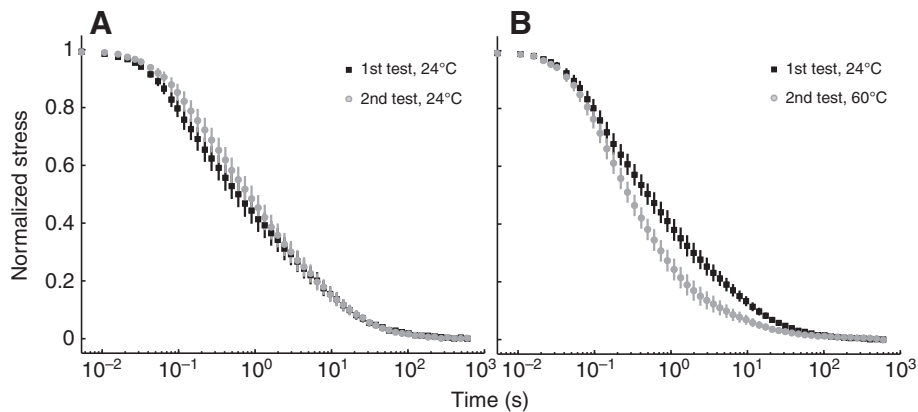 A
B
1st test, 24°C
2nd test, 24°C
1st test, 24°C
2nd test, 60°C
Normalized stress
1
0.8
0.6
0.4
0.2
0
10⁻² 10⁻¹ 10⁰ 10¹ 10² 10³
10⁻² 10⁻¹ 10⁰ 10¹ 10² 10³
Time (s)